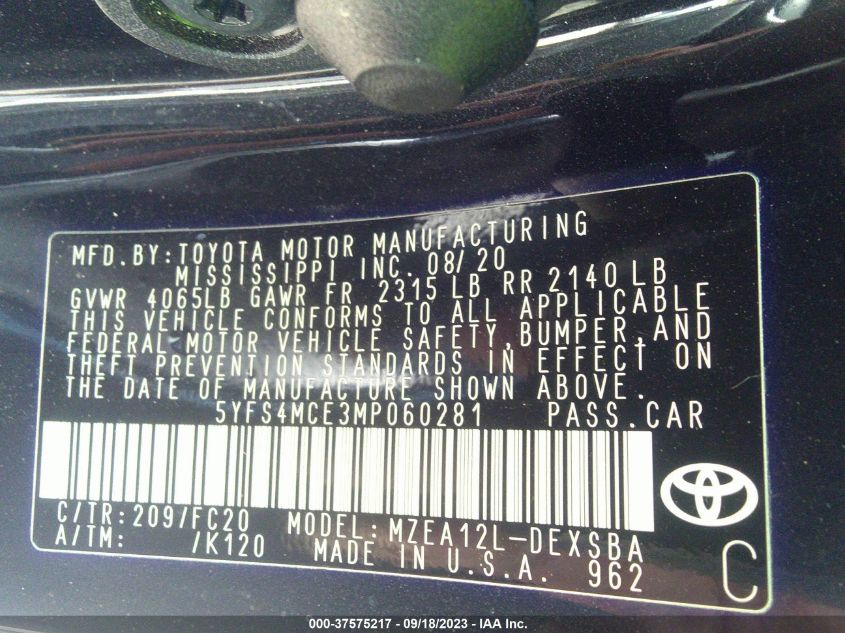 MFD.BY:TOYOTA MOTOR MANUFACTURING
MISSISSIPPI INC. 08/20
GVWR 4065LB GAWR FR 2315 LB RR 2140 LB
THIS VEHICLE CONFORMS TO ALL APPLICABLE
FEDERAL MOTOR VEHICLE SAFETY,BUMPER,AND
THEFT PREVENTION STANDARDS IN EFFECT ON
THE DATE OF MANUFACTURE SHOWN ABOVE.
5YFS4MCE3MP060281 PASS.CAR
C/TR:209/FC20 MODEL:MZEA12L-DEXSBA
A/TM: /K120 MADE IN U.S.A. 962
C
000-37575217 - 09/18/2023 - IAA Inc.